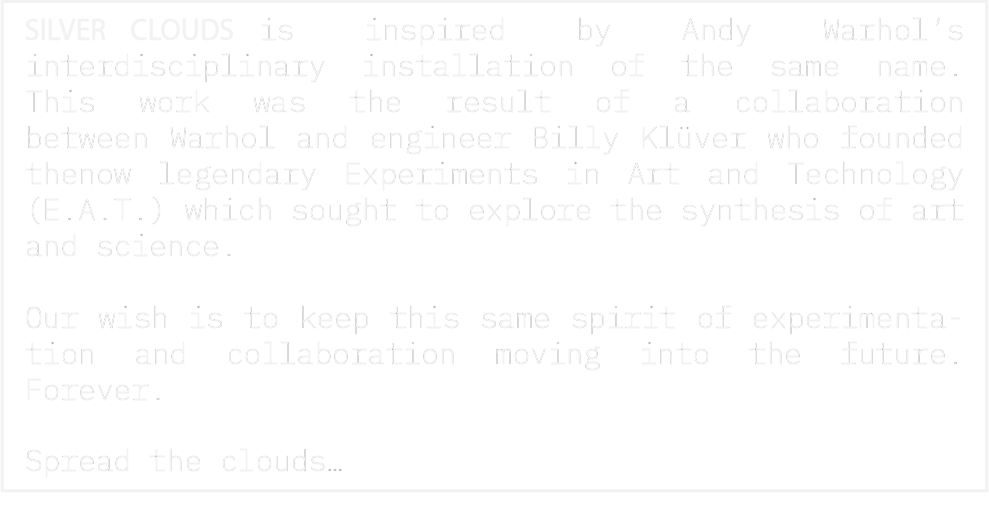 SILVER CLOUDS is inspired by Andy Warhol's
interdisciplinary installation of the same name.
This work was the result of a collaboration
between Warhol and engineer Billy Klüver who founded
thenow legendary Experiments in Art and Technology
(E.A.T.) which sought to explore the synthesis of art
and science.
Our wish is to keep this same spirit of experimenta-
tion and collaboration moving into the future.
Forever.
Spread the clouds…